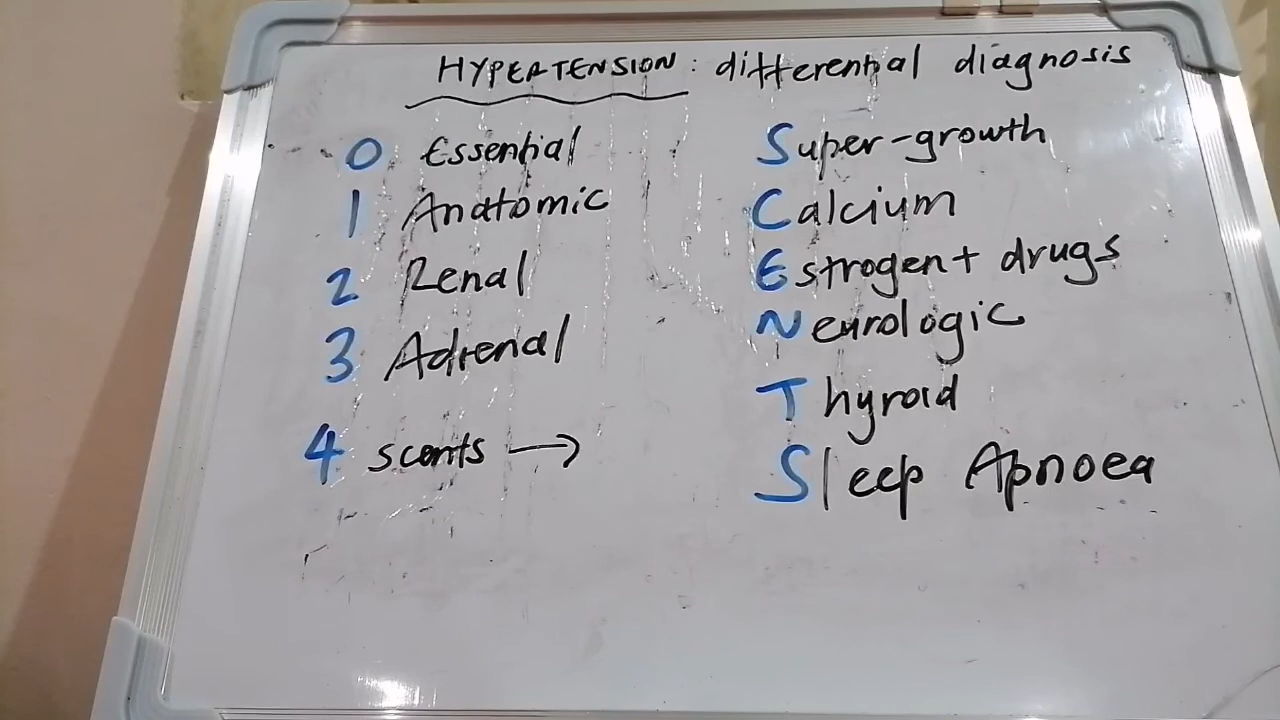 HYPERTENSION: differential diagnosis
0 Essential
1 Anatomic
2 Renal
3 Adrenal
4 scents →
Super-growth
Calcium
Estrogen + drugs
Neurologic
Thyroid
Sleep Apnoea